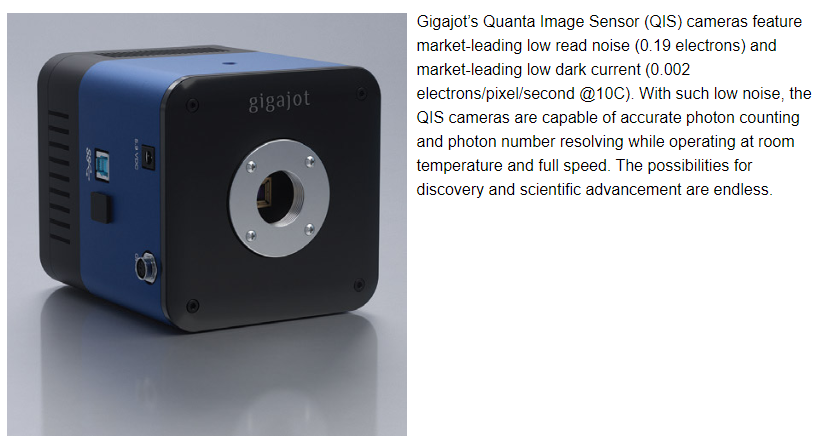 gigajot
Gigajot's Quanta Image Sensor (QIS) cameras feature
market-leading low read noise (0.19 electrons) and
market-leading low dark current (0.002
electrons/pixel/second @10C). With such low noise, the
QIS cameras are capable of accurate photon counting
and photon number resolving while operating at room
temperature and full speed. The possibilities for
discovery and scientific advancement are endless.